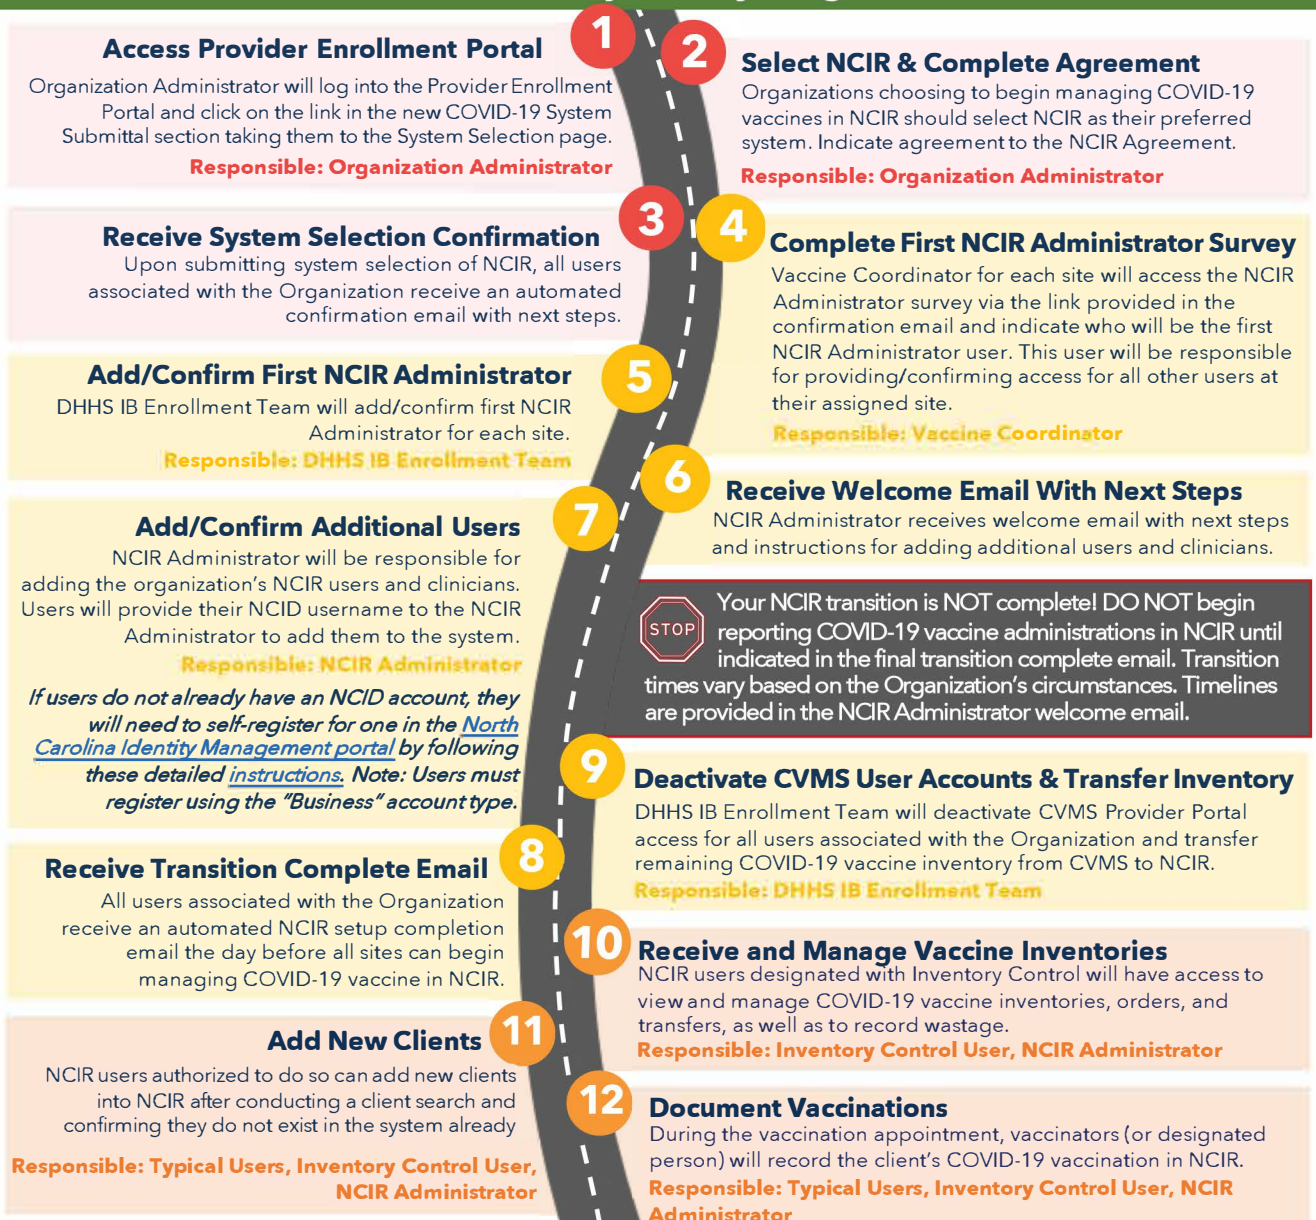 1
Access Provider Enrollment Portal
Organization Administrator will log into the Provider Enrollment
Portal and click on the link in the new COVID-19 System
Submittal section taking them to the System Selection page.
Responsible: Organization Administrator
2
Select NCIR & Complete Agreement
Organizations choosing to begin managing COVID-19
vaccines in NCIR should select NCIR as their preferred
system. Indicate agreement to the NCIR Agreement.
Responsible: Organization Administrator
3
Receive System Selection Confirmation
Upon submitting system selection of NCIR, all users
associated with the Organization receive an automated
confirmation email with next steps.
4
Complete First NCIR Administrator Survey
Vaccine Coordinator for each site will access the NCIR
Administrator survey via the link provided in the
confirmation email and indicate who will be the first
NCIR Administrator user. This user will be responsible
for providing/confirming access for all other users at
their assigned site.
Responsible: Vaccine Coordinator
5
Add/Confirm First NCIR Administrator
DHHS IB Enrollment Team will add/confirm first NCIR
Administrator for each site.
Responsible: DHHS IB Enrollment Team
6
Receive Welcome Email With Next Steps
NCIR Administrator receives welcome email with next steps
and instructions for adding additional users and clinicians.
7
Add/Confirm Additional Users
NCIR Administrator will be responsible for
adding the organization's NCIR users and clinicians.
Users will provide their NCID username to the NCIR
Administrator to add them to the system.
Responsible: NCIR Administrator
If users do not already have an NCID account, they
will need to self-register for one in the North
Carolina Identity Management portal by following
these detailed instructions. Note: Users must
register using the "Business" account type.
STOP
Your NCIR transition is NOT complete! DO NOT begin
reporting COVID-19 vaccine administrations in NCIR until
indicated in the final transition complete email. Transition
times vary based on the Organization's circumstances. Timelines
are provided in the NCIR Administrator welcome email.
9
Deactivate CVMS User Accounts & Transfer Inventory
DHHS IB Enrollment Team will deactivate CVMS Provider Portal
access for all users associated with the Organization and transfer
remaining COVID-19 vaccine inventory from CVMS to NCIR.
Responsible: DHHS IB Enrollment Team
8
Receive Transition Complete Email
All users associated with the Organization
receive an automated NCIR setup completion
email the day before all sites can begin
managing COVID-19 vaccine in NCIR.
10
Receive and Manage Vaccine Inventories
NCIR users designated with Inventory Control will have access to
view and manage COVID-19 vaccine inventories, orders, and
transfers, as well as to record wastage.
Responsible: Inventory Control User, NCIR Administrator
11
Add New Clients
NCIR users authorized to do so can add new clients
into NCIR after conducting a client search and
confirming they do not exist in the system already
Responsible: Typical Users, Inventory Control User,
NCIR Administrator
12
Document Vaccinations
During the vaccination appointment, vaccinators (or designated
person) will record the client's COVID-19 vaccination in NCIR.
Responsible: Typical Users, Inventory Control User, NCIR
Administrator